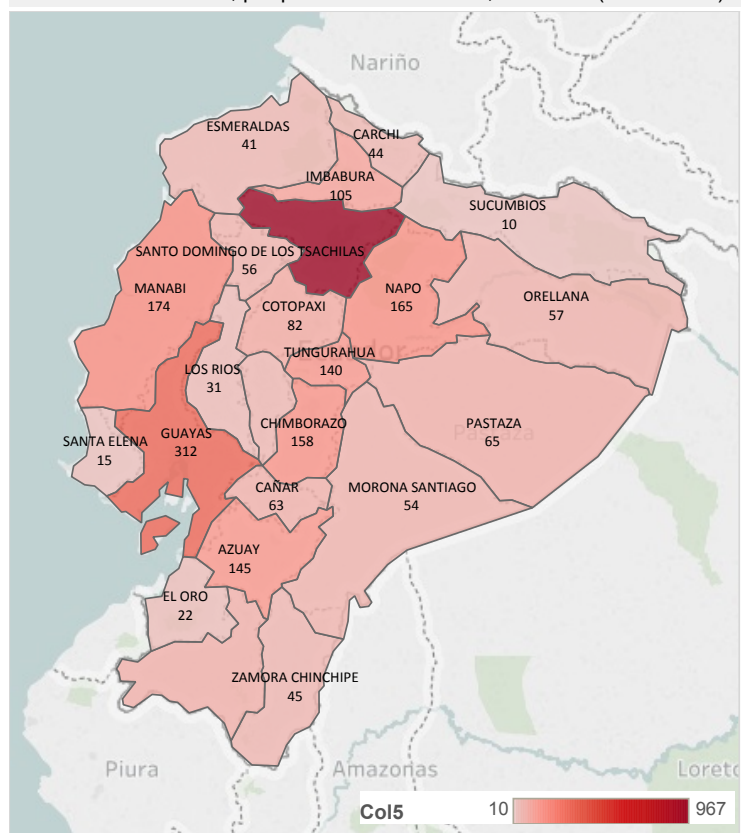 Nariño
ESMERALDAS
41
CARCHI
44
IMBABURA
105
SUCUMBIOS
10
SANTO DOMINGO DE LOS TSACHILAS
56
MANABI
174
NAPO
165
COTOPAXI
82
ORELLANA
57
Ecuador
TUNGURAHUA
140
LOS RIOS
31
CHIMBORAZO
158
PASTAZA
Pastaza
65
SANTA ELENA
15
GUAYAS
312
CAÑAR
63
MORONA SANTIAGO
54
AZUAY
145
EL ORO
22
ZAMORA CHINCHIPE
45
Piura
Amazonas
Loreto
Col5
10
967